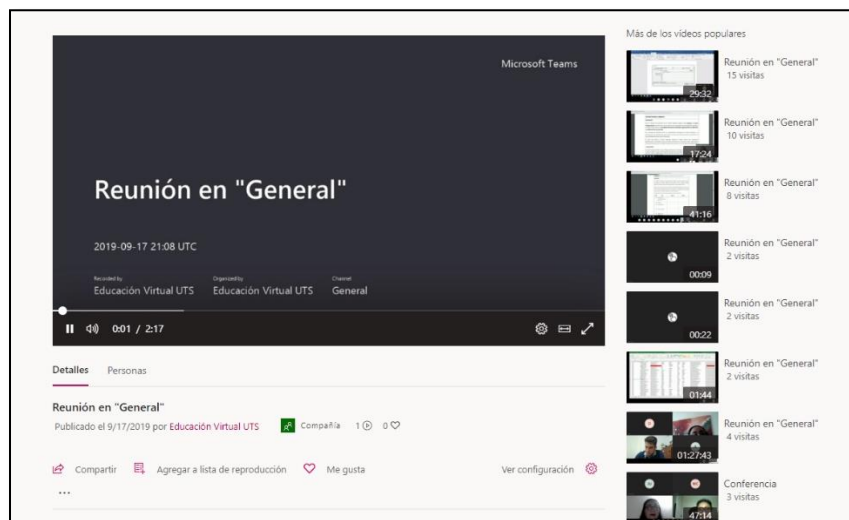 Microsoft Teams
Reunión en "General"
2019-09-17 21:08 UTC
Recorded by Organized by Channel
Educación Virtual UTS Educación Virtual UTS General
0:01 / 2:17
Detalles Personas
Reunión en "General"
Publicado el 9/17/2019 por Educación Virtual UTS Compañía 1 0
Compartir Agregar a lista de reproducción Me gusta Ver configuración
...
Más de los vídeos populares
Reunión en "General"
15 visitas
29:32
Reunión en "General"
10 visitas
17:24
Reunión en "General"
8 visitas
41:16
Reunión en "General"
2 visitas
00:09
Reunión en "General"
2 visitas
00:22
Reunión en "General"
2 visitas
01:44
Reunión en "General"
4 visitas
01:27:43
Conferencia
3 visitas
47:14